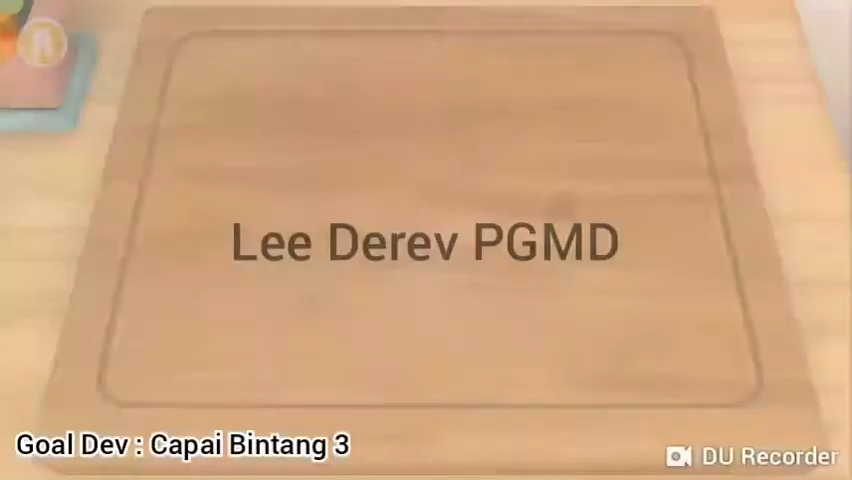 Lee Derev PGMD
Goal Dev : Capai Bintang 3
DU Recorder